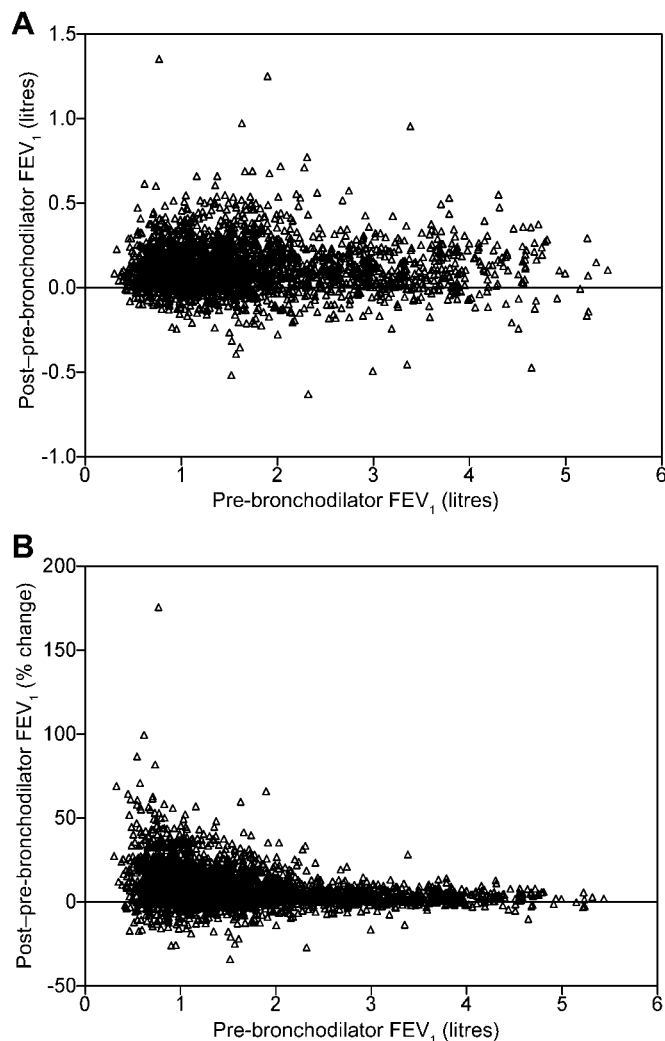 A
1.5
1.0
0.5
0.0
-0.5
-1.0
Post–pre-bronchodilator FEV₁ (litres)
0 1 2 3 4 5 6
Pre-bronchodilator FEV₁ (litres)
B
200
150
100
50
0
-50
Post–pre-bronchodilator FEV₁ (% change)
0 1 2 3 4 5 6
Pre-bronchodilator FEV₁ (litres)